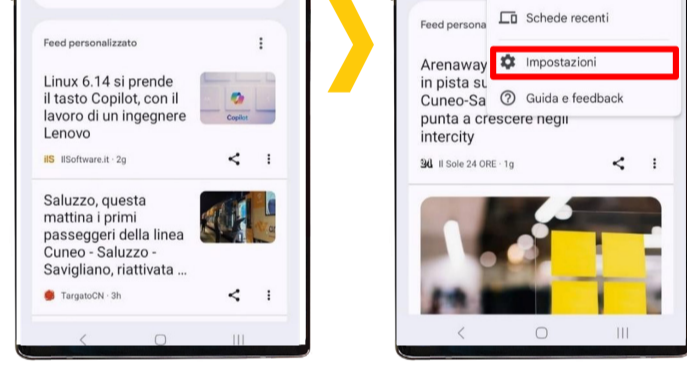 Feed personalizzato
Linux 6.14 si prende
il tasto Copilot, con il
lavoro di un ingegnere
Lenovo
Copilot
ilS IlSoftware.it · 2g
Saluzzo, questa
mattina i primi
passeggeri della linea
Cuneo - Saluzzo -
Savigliano, riattivata ...
TargatoCN · 3h
Schede recenti
Feed persona
Impostazioni
Guida e feedback
Arenaway
in pista su
Cuneo-Sa
punta a crescere negli
intercity
Il Sole 24 ORE · 1g